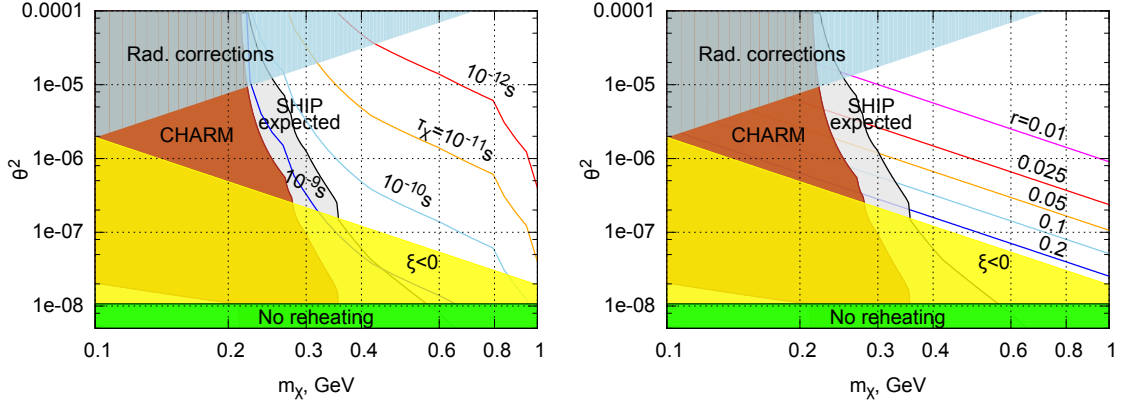 0.0001
1e-05
1e-06
1e-07
1e-08
θ²
Rad. corrections
CHARM
SHIP
expected
10⁻¹²s
τχ=10⁻¹¹s
10⁻¹⁰s
10⁻⁹s
ξ<0
No reheating
0.1
0.2
0.3
0.4
0.6
0.8
1
mχ, GeV
0.0001
1e-05
1e-06
1e-07
1e-08
θ²
Rad. corrections
CHARM
SHIP
expected
r=0.01
0.025
0.05
0.1
0.2
ξ<0
No reheating
0.1
0.2
0.3
0.4
0.6
0.8
1
mχ, GeV